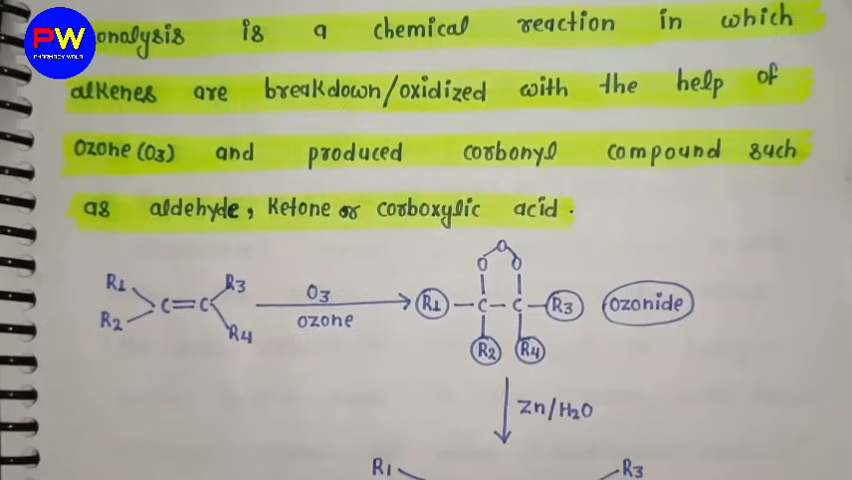 PW
PHARMACY WALA
onalysis is a chemical reaction in which
alkenes are breakdown/oxidized with the help of
Ozone (O3) and produced corbonyl compound such
as aldehyde, Ketone or corboxylic acid.
R1 R2 C=C R3 R4
O3
ozone
O O O
R1 - C - C - R3
R2 R4
Ozonide
Zn/H2O
R1 R3